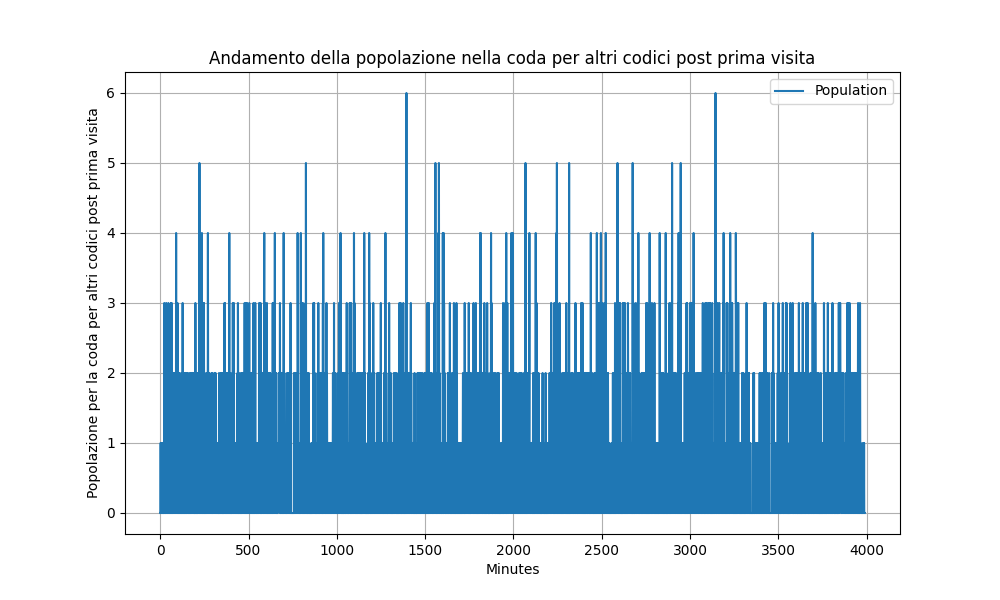 Andamento della popolazione nella coda per altri codici post prima visita
Population
Popolazione per la coda per altri codici post prima visita
6
5
4
3
2
1
0
0 500 1000 1500 2000 2500 3000 3500 4000
Minutes